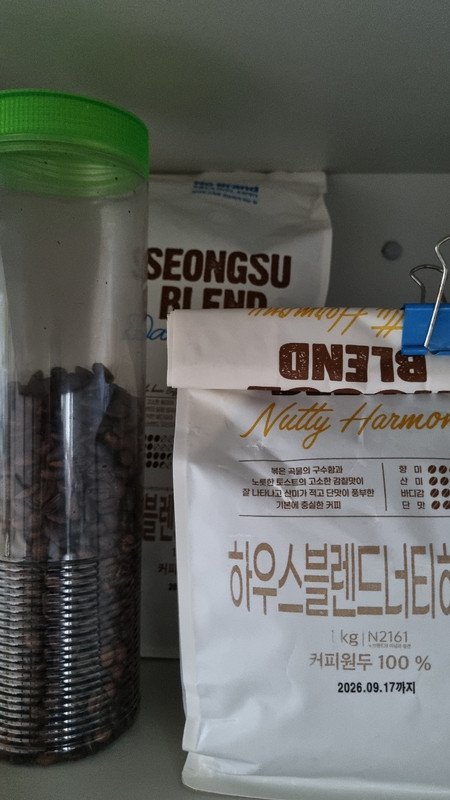 SEONGSU
BLEND
Da
BLEND
Nutty Harmon
볶은 곡물의 구수함과
노릇한 토스트의 고소한 감칠맛이
잘 나타나고 산미가 적고 단맛이 풍부한
기본에 충실한 커피
향 미
산 미
바디감
단 맛
하우스블렌드너티하
1 kg | N2161
커피원두 100 %
2026.09.17까지